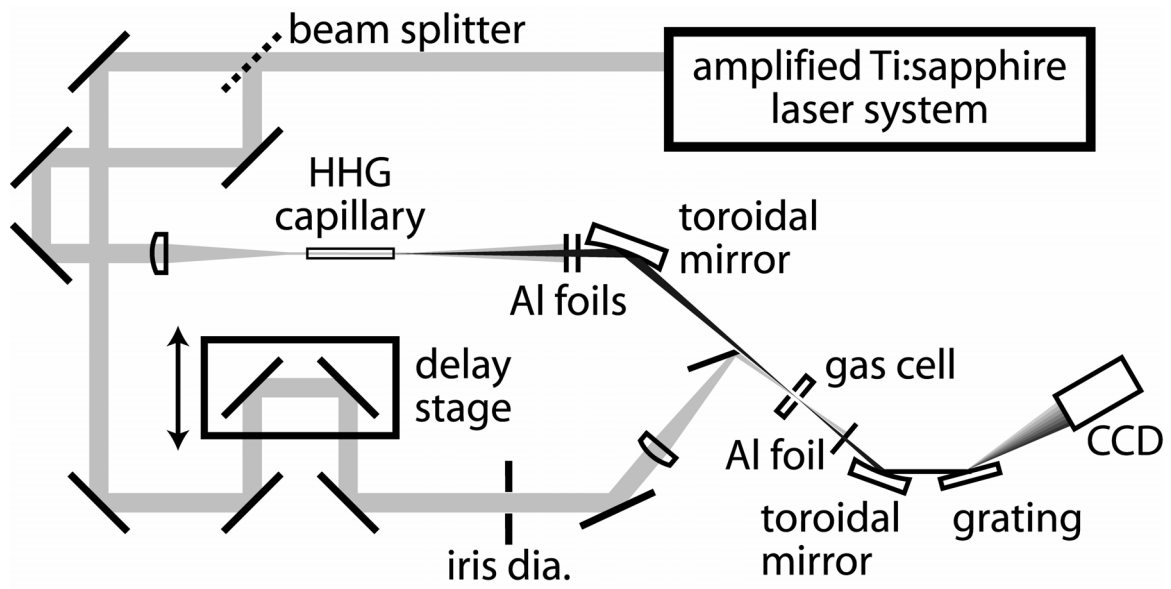 beam splitter
amplified Ti:sapphire
laser system
HHG
capillary
toroidal
mirror
Al foils
delay
stage
gas cell
Al foil
CCD
toroidal
mirror
grating
iris dia.